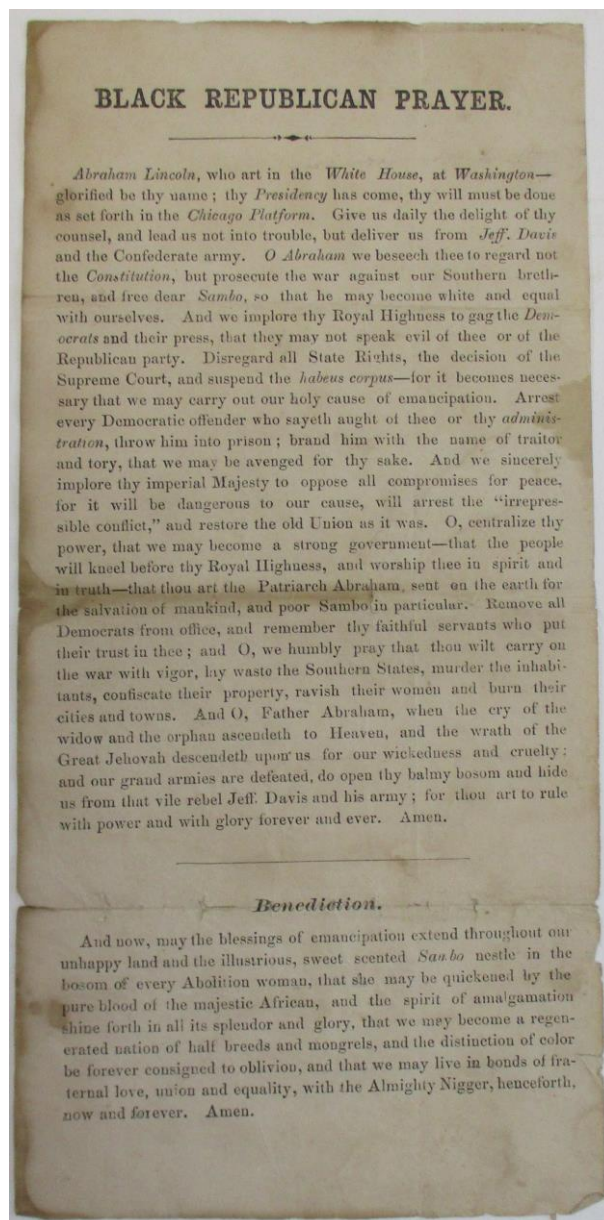 BLACK REPUBLICAN PRAYER.
Abraham Lincoln, who art in the White House, at Washington—
glorified be thy name; thy Presidency has come, thy will must be done
as set forth in the Chicago Platform. Give us daily the delight of thy
counsel, and lead us not into trouble, but deliver us from Jeff. Davis
and the Confederate army. O Abraham we beseech thee to regard not
the Constitution, but prosecute the war against our Southern breth-
ren, and free dear Sambo, so that he may become white and equal
with ourselves. And we implore thy Royal Highness to gag the Dem-
ocrats and their press, that they may not speak evil of thee or of the
Republican party. Disregard all State Rights, the decision of the
Supreme Court, and suspend the habeus corpus—for it becomes neces-
sary that we may carry out our holy cause of emancipation. Arrest
every Democratic offender who sayeth aught of thee or thy adminis-
tration, throw him into prison; brand him with the name of traitor
and tory, that we may be avenged for thy sake. And we sincerely
implore thy imperial Majesty to oppose all compromises for peace,
for it will be dangerous to our cause, will arrest the "irrepres-
sible conflict," and restore the old Union as it was. O, centralize thy
power, that we may become a strong government—that the people
will kneel before thy Royal Highness, and worship thee in spirit and
in truth—that thou art the Patriarch Abraham, sent on the earth for
the salvation of mankind, and poor Sambo in particular. Remove all
Democrats from office, and remember thy faithful servants who put
their trust in thee; and O, we humbly pray that thou wilt carry on
the war with vigor, lay waste the Southern States, murder the inhabi-
tants, confiscate their property, ravish their women and burn their
cities and towns. And O, Father Abraham, when the cry of the
widow and the orphan ascendeth to Heaven, and the wrath of the
Great Jehovah descendeth upon us for our wickedness and cruelty;
and our grand armies are defeated, do open thy balmy bosom and hide
us from that vile rebel Jeff. Davis and his army; for thou art to rule
with power and with glory forever and ever. Amen.
Benediction.
And now, may the blessings of emancipation extend throughout our
unhappy land and the illustrious, sweet scented Sambo nestle in the
bosom of every Abolition woman, that she may be quickened by the
pure blood of the majestic African, and the spirit of amalgamation
shine forth in all its splendor and glory, that we may become a regen-
erated nation of half breeds and mongrels, and the distinction of color
be forever consigned to oblivion, and that we may live in bonds of fra-
ternal love, union and equality, with the Almighty Nigger, henceforth,
now and forever. Amen.